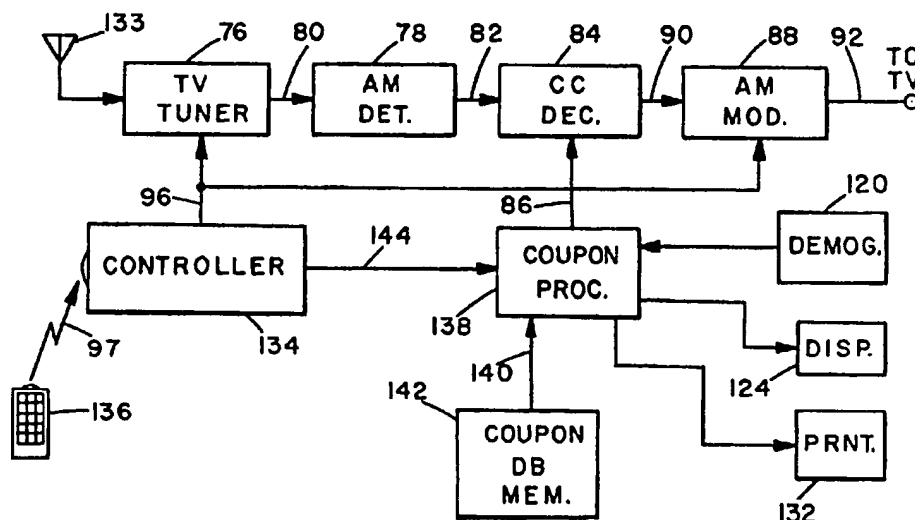 133
76
80
78
82
84
90
88
92
TO
TV
TV
TUNER
AM
DET.
CC
DEC.
AM
MOD.
96
86
120
144
CONTROLLER
COUPON
PROC.
DEMOG.
138
97
134
140
DISP.
124
136
142
COUPON
DB
MEM.
PRNT.
132